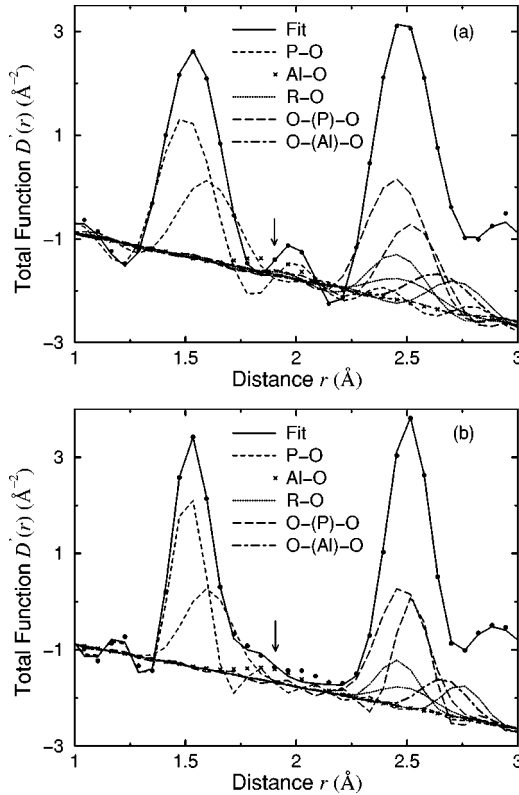 (a)
Fit
P−O
Al−O
R−O
O−(P)−O
O−(Al)−O
Total Function D′(r) (Å⁻²)
3
1
−1
−3
1
1.5
2
2.5
3
Distance r (Å)
(b)
Fit
P−O
Al−O
R−O
O−(P)−O
O−(Al)−O
Total Function D′(r) (Å⁻²)
3
1
−1
−3
1
1.5
2
2.5
3
Distance r (Å)